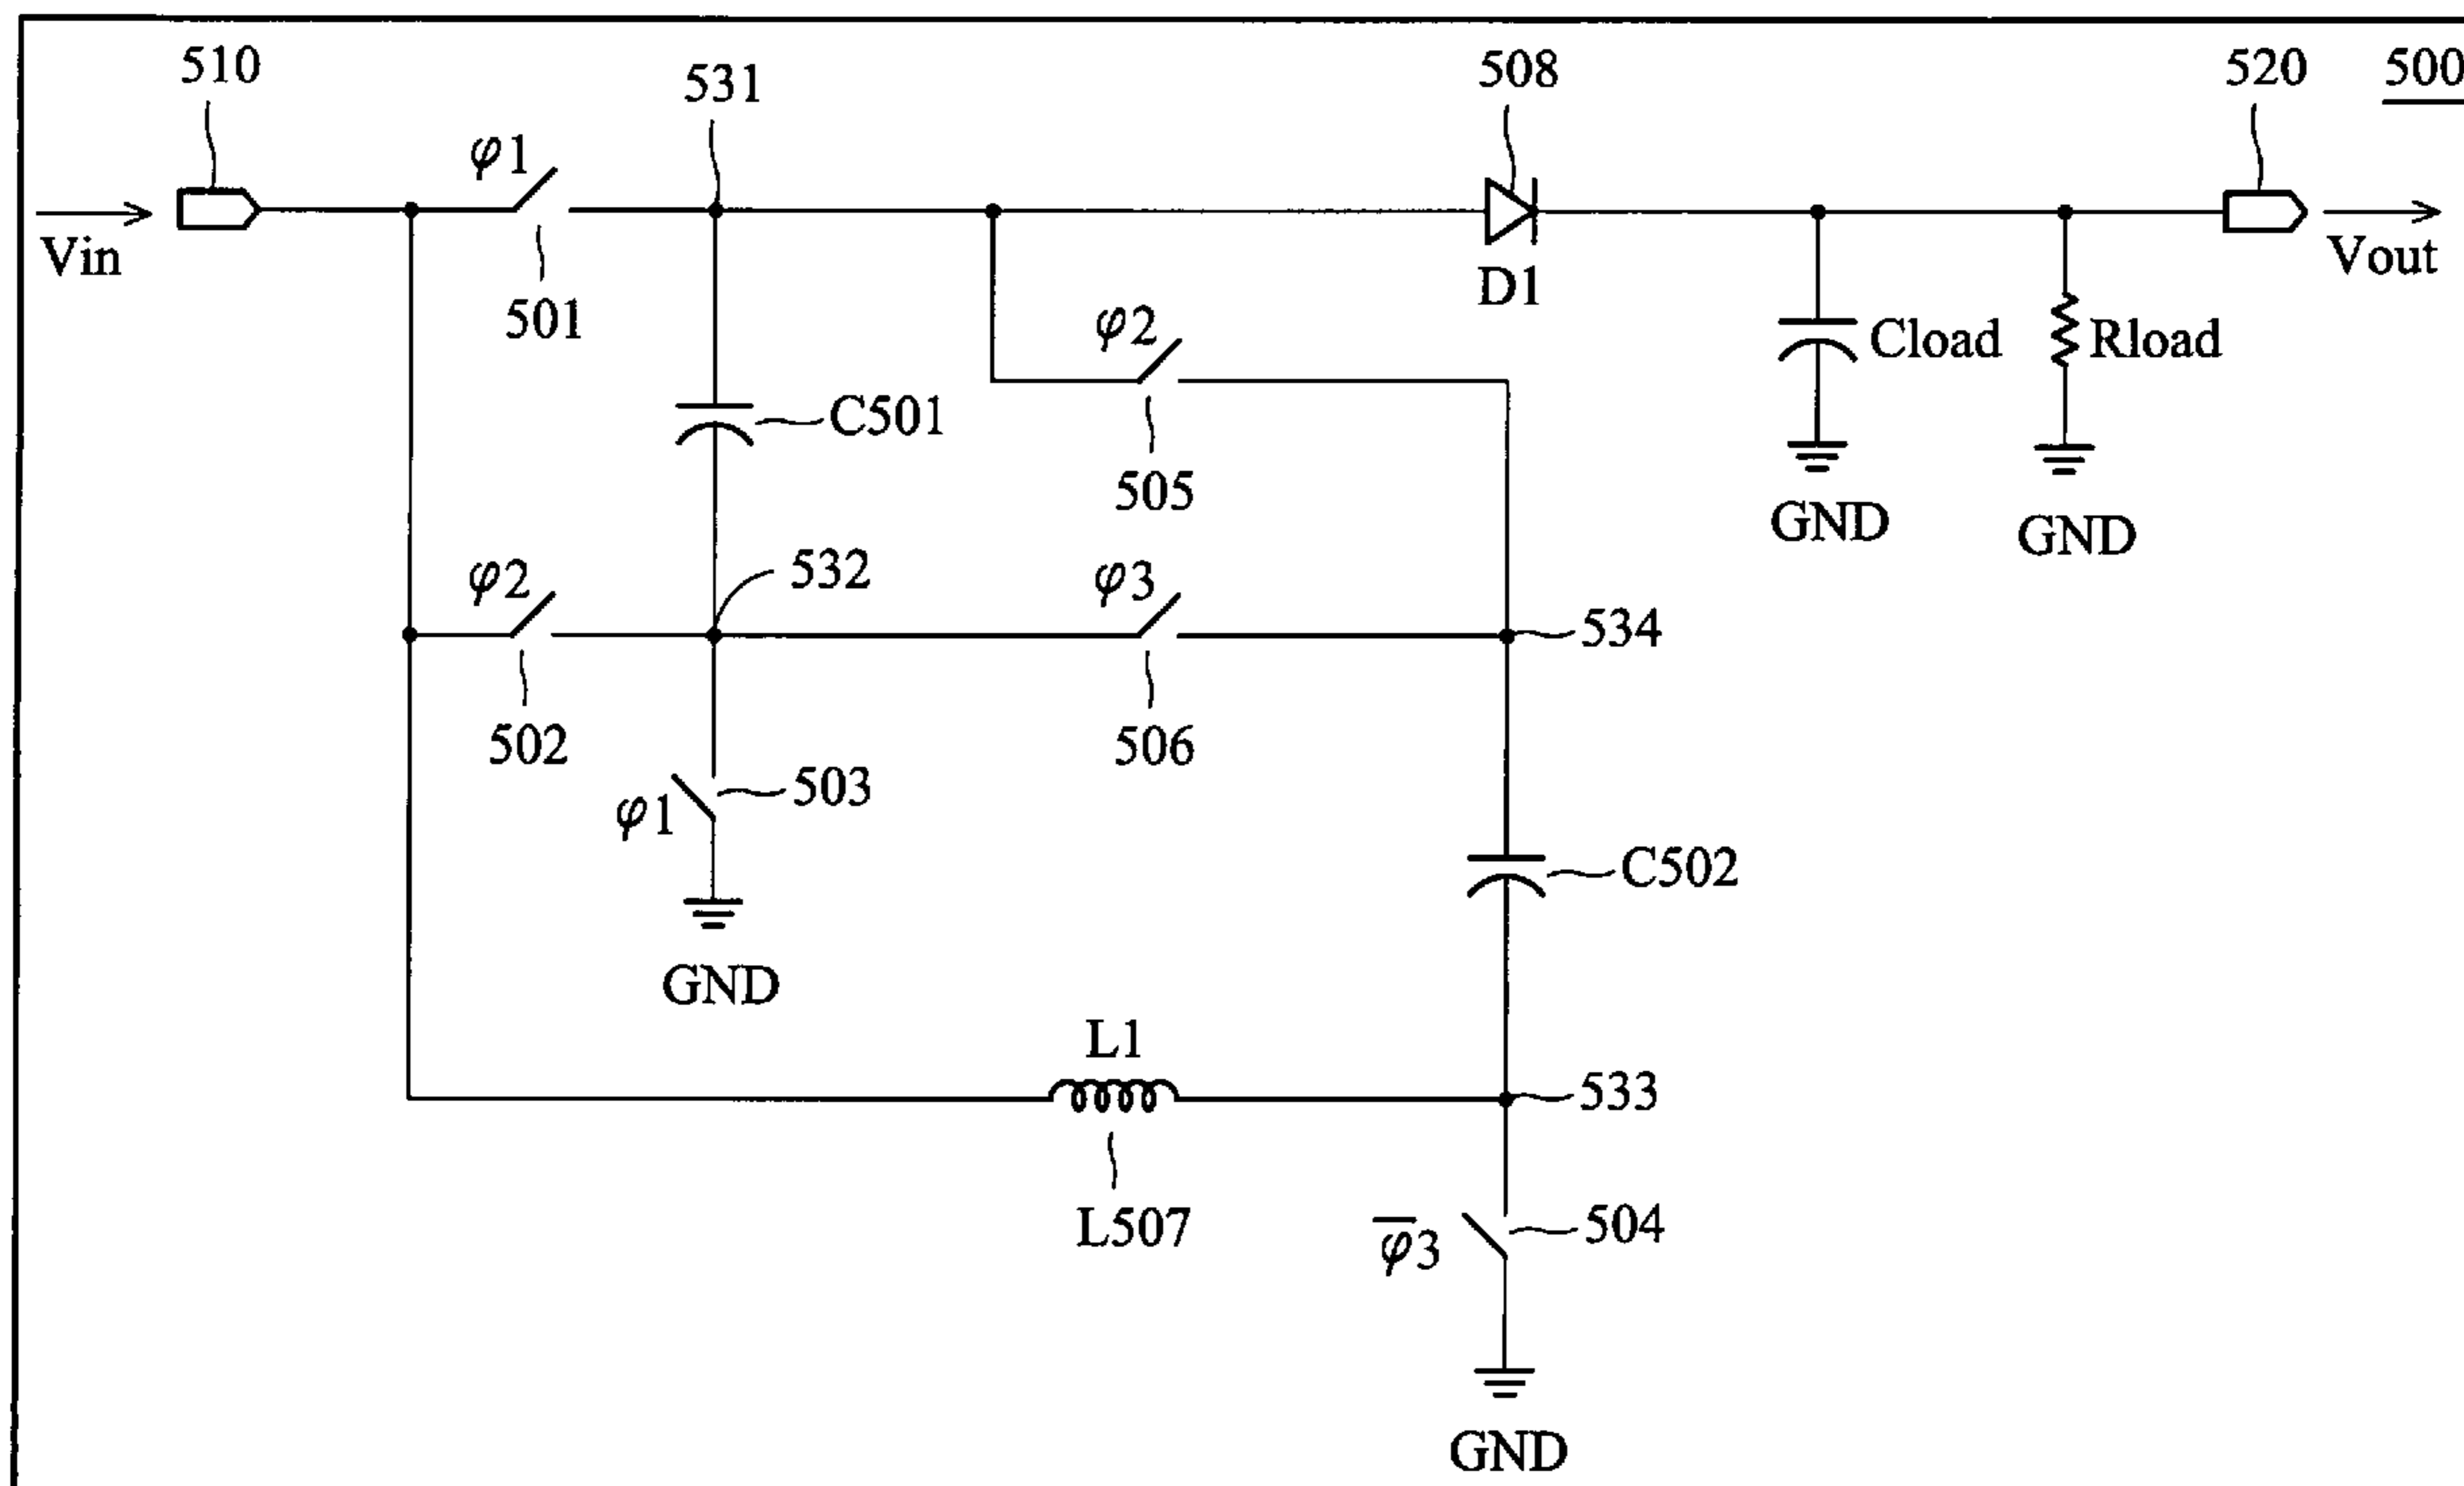 510
531
508
520
500
φ1
Vin
501
D1
Vout
φ2
Cload
Rload
C501
505
GND
GND
φ2
532
φ3
534
502
506
φ1
503
C502
GND
L1
533
L507
φ̅3
504
GND